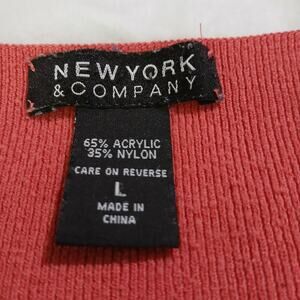 NEW YORK
& COMPANY
65% ACRYLIC
35% NYLON
CARE ON REVERSE
L
MADE IN
CHINA